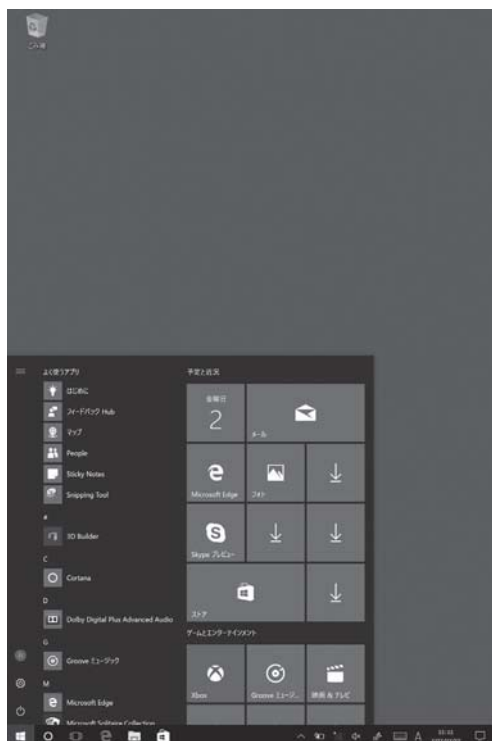 ごみ箱
よく使うアプリ
はじめに
フィードバック Hub
マップ
People
Sticky Notes
Snipping Tool
#
3D Builder
C
Cortana
D
Dolby Digital Plus Advanced Audio
G
Groove ミュージック
M
Microsoft Edge
Microsoft Solitaire Collection
予定と近況
金曜日
2
メール
Microsoft Edge
フォト
Skype プレビュー
ストア
ゲームとエンターテインメント
Xbox
Groove ミュージ...
映画 & テレビ
A